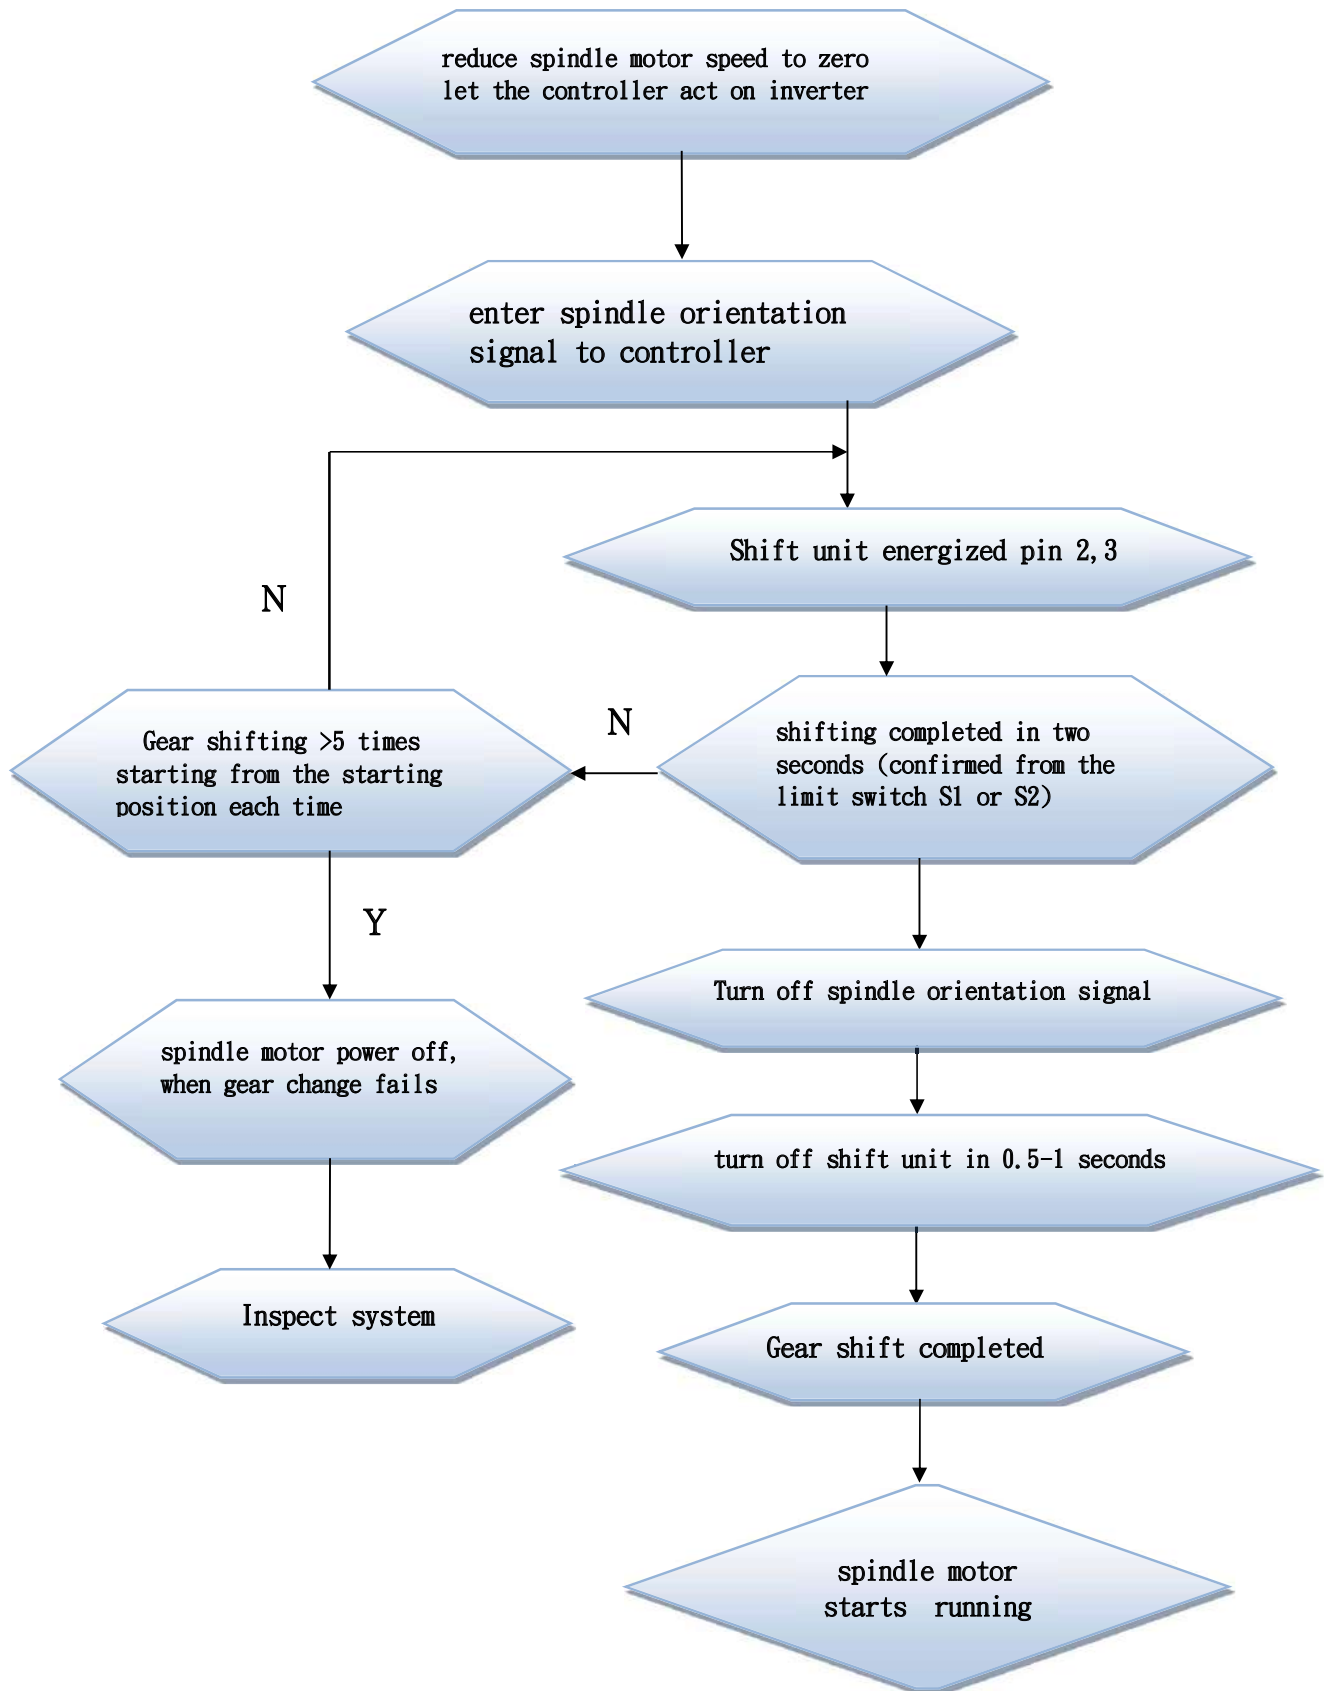 reduce spindle motor speed to zero
let the controller act on inverter
enter spindle orientation
signal to controller
Shift unit energized pin 2,3
N
shifting completed in two
seconds (confirmed from the
limit switch S1 or S2)
N
Gear shifting >5 times
starting from the starting
position each time
Y
Turn off spindle orientation signal
spindle motor power off,
when gear change fails
turn off shift unit in 0.5-1 seconds
Inspect system
Gear shift completed
spindle motor
starts running